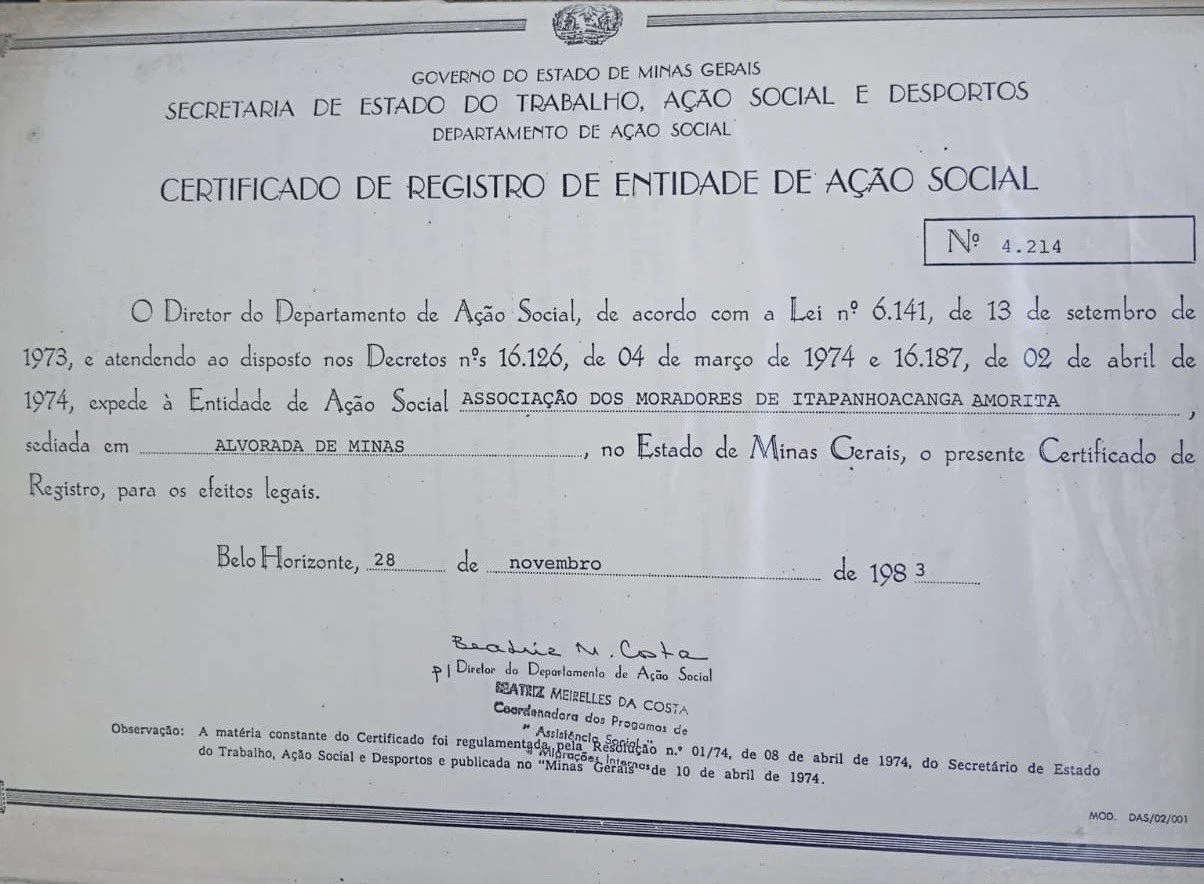 GOVERNO DO ESTADO DE MINAS GERAIS
SECRETARIA DE ESTADO DO TRABALHO, AÇÃO SOCIAL E DESPORTOS
DEPARTAMENTO DE AÇÃO SOCIAL
CERTIFICADO DE REGISTRO DE ENTIDADE DE AÇÃO SOCIAL
Nº 4.214
O Diretor do Departamento de Ação Social, de acordo com a Lei nº 6.141, de 13 de setembro de
1973, e atendendo ao disposto nos Decretos nºs 16.126, de 04 de março de 1974 e 16.187, de 02 de abril de
1974, expede à Entidade de Ação Social ASSOCIAÇÃO DOS MORADORES DE ITAPANHOACANGA AMORITA,
sediada em ALVORADA DE MINAS, no Estado de Minas Gerais, o presente Certificado de
Registro, para os efeitos legais.
Belo Horizonte, 28 de novembro de 1983
Beatriz M. Costa
p/ Diretor do Departamento de Ação Social
BEATRIZ MEIRELLES DA COSTA
Coordenadora dos Progamas de
" Assistência Social "
" Migrações Internas
Observação: A matéria constante do Certificado foi regulamentada pela Resolução n.º 01/74, de 08 de abril de 1974, do Secretário de Estado
do Trabalho, Ação Social e Desportos e publicada no "Minas Gerais" de 10 de abril de 1974.
MOD. DAS/02/001